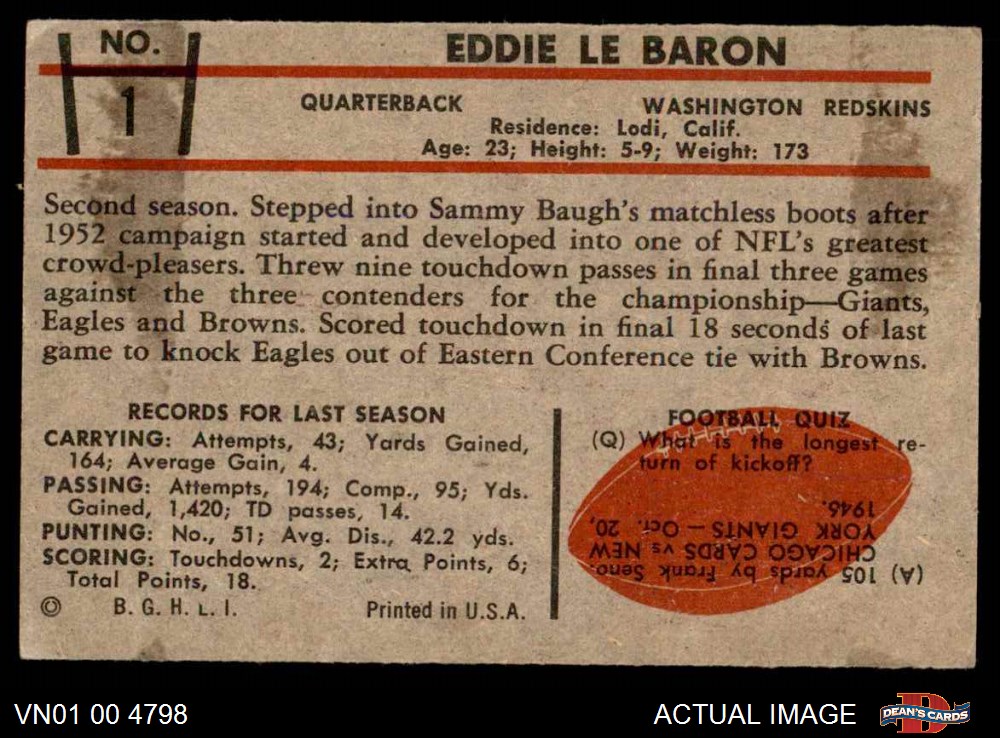 NO.
1
EDDIE LE BARON
QUARTERBACK WASHINGTON REDSKINS
Residence: Lodi, Calif.
Age: 23; Height: 5-9; Weight: 173
Second season. Stepped into Sammy Baugh's matchless boots after
1952 campaign started and developed into one of NFL's greatest
crowd-pleasers. Threw nine touchdown passes in final three games
against the three contenders for the championship—Giants,
Eagles and Browns. Scored touchdown in final 18 seconds of last
game to knock Eagles out of Eastern Conference tie with Browns.
RECORDS FOR LAST SEASON
CARRYING: Attempts, 43; Yards Gained,
164; Average Gain, 4.
PASSING: Attempts, 194; Comp., 95; Yds.
Gained, 1,420; TD passes, 14.
PUNTING: No., 51; Avg. Dis., 42.2 yds.
SCORING: Touchdowns, 2; Extra Points, 6;
Total Points, 18.
© B. G. H. L. I. Printed in U.S.A.
FOOTBALL QUIZ
(Q) What is the longest re-
turn of kickoff?
(A) 105 yards by Frank Seno.
CHICAGO CARDS vs NEW
YORK GIANTS — Oct. 20,
1946.
VN01 00 4798
ACTUAL IMAGE
DEAN'S CARDS